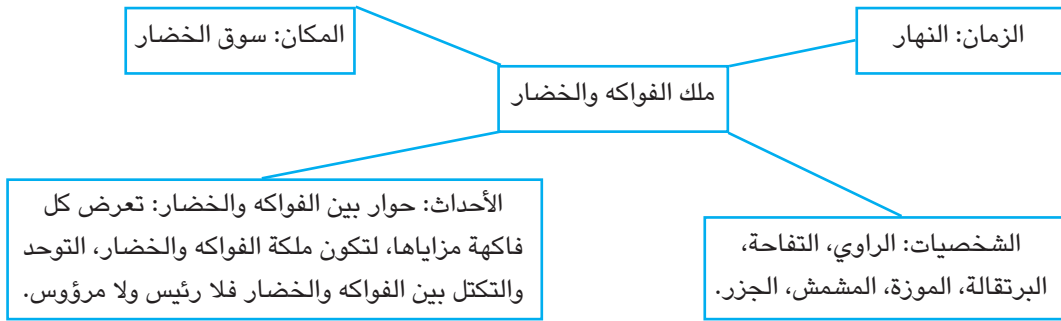 الزمان: النهار
المكان: سوق الخضار
ملك الفواكه والخضار
الشخصيات: الراوي، التفاحة،
البرتقالة، الموزة، المشمش، الجزر.
الأحداث: حوار بين الفواكه والخضار: تعرض كل
فاكهة مزاياها، لتكون ملكة الفواكه والخضار، التوحد
والتكتل بين الفواكه والخضار فلا رئيس ولا مرؤوس.